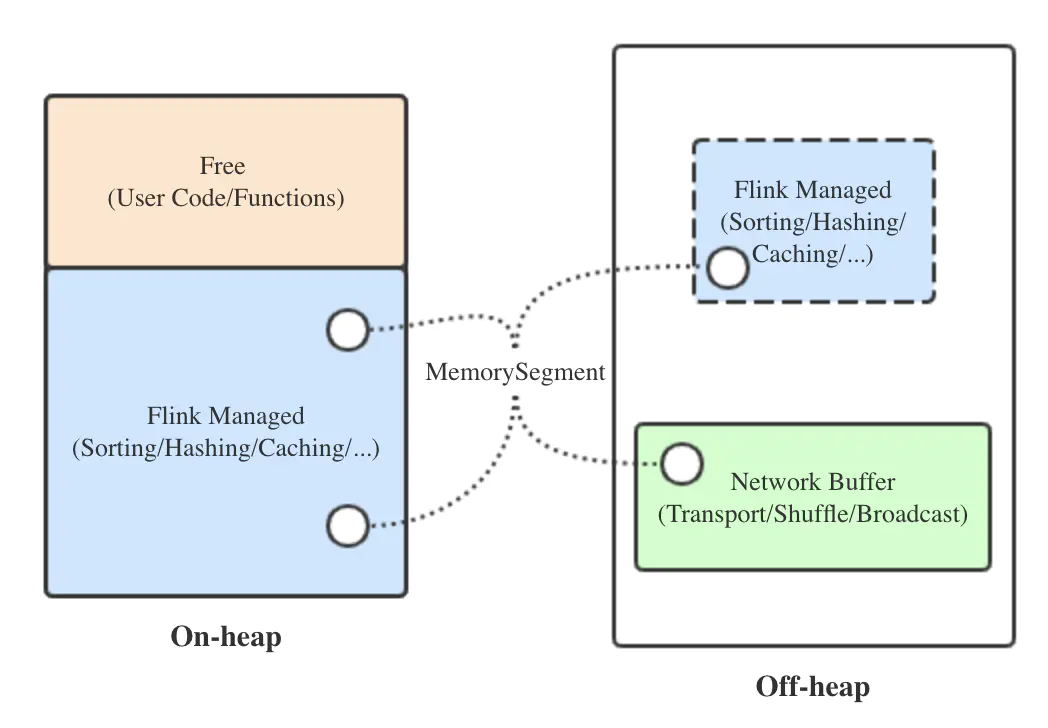 Free
(User Code/Functions)
Flink Managed
(Sorting/Hashing/Caching/...)
On-heap
MemorySegment
Flink Managed
(Sorting/Hashing/
Caching/...)
Network Buffer
(Transport/Shuffle/Broadcast)
Off-heap